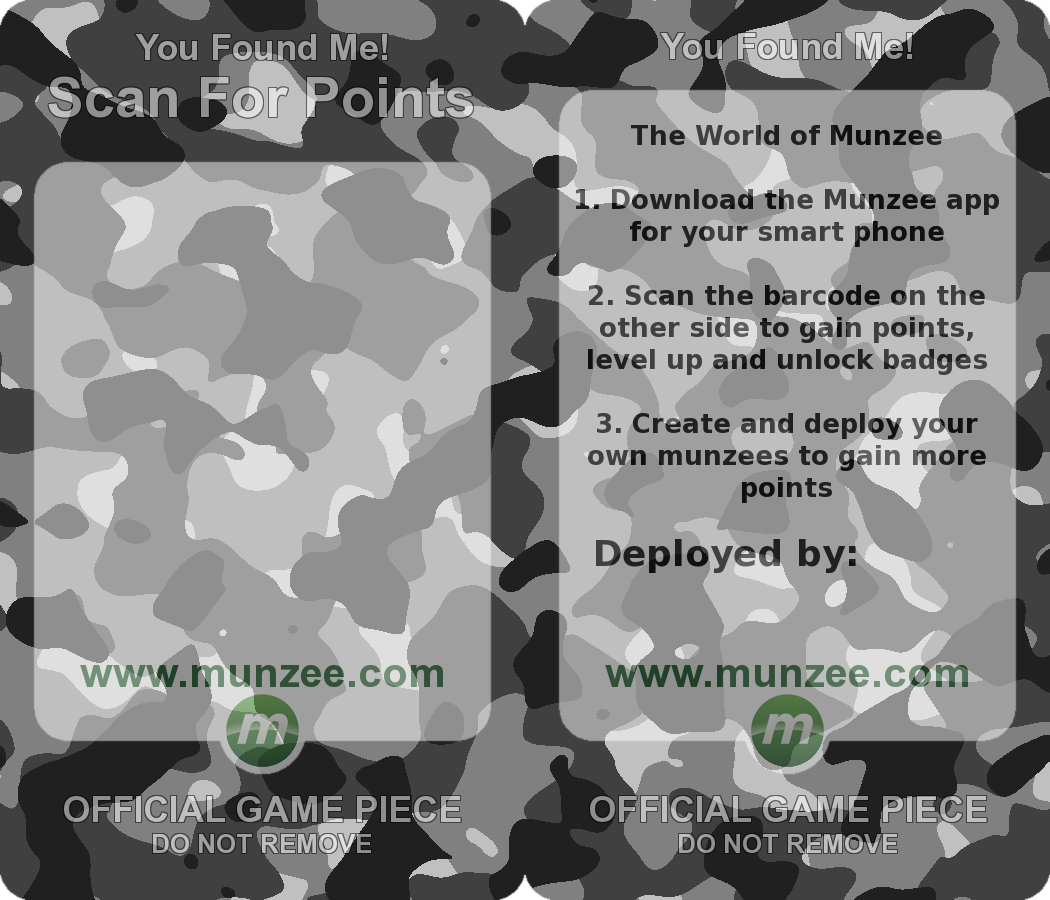 You Found Me!
Scan For Points
www.munzee.com
m
OFFICIAL GAME PIECE
DO NOT REMOVE
You Found Me!
The World of Munzee
1. Download the Munzee app
for your smart phone
2. Scan the barcode on the
other side to gain points,
level up and unlock badges
3. Create and deploy your
own munzees to gain more
points
Deployed by:
www.munzee.com
m
OFFICIAL GAME PIECE
DO NOT REMOVE